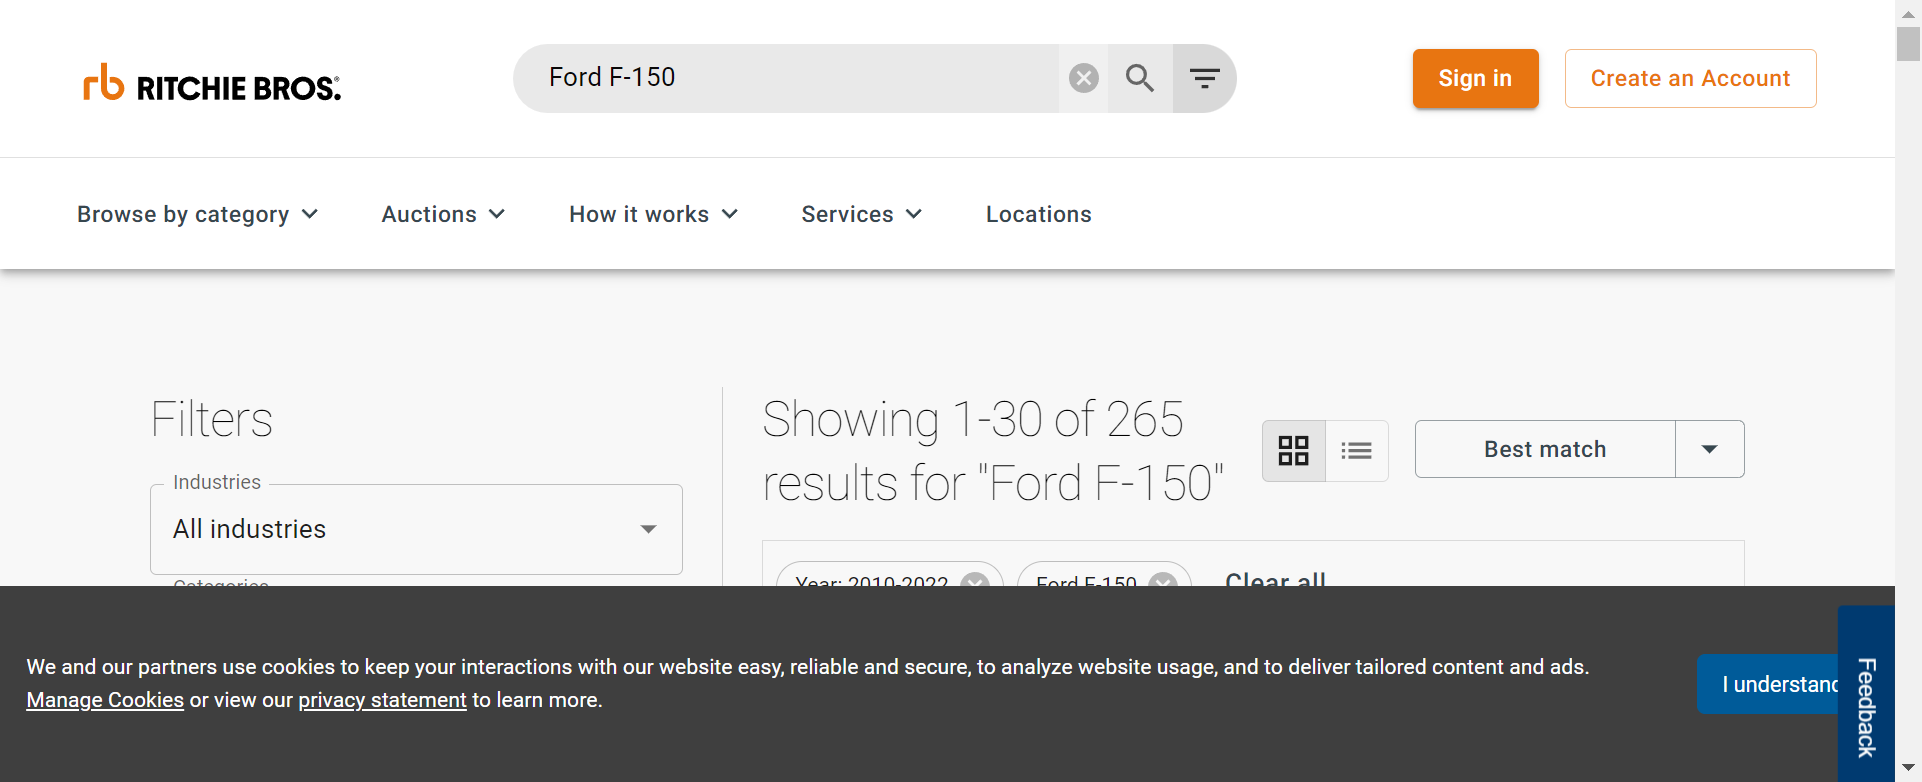 rb RITCHIE BROS.
Ford F-150
Sign in
Create an Account
Browse by category
Auctions
How it works
Services
Locations
Filters
Industries
All industries
Categories
Showing 1-30 of 265
results for "Ford F-150"
Best match
Year: 2010-2022
Ford F-150
Clear all
We and our partners use cookies to keep your interactions with our website easy, reliable and secure, to analyze website usage, and to deliver tailored content and ads.
Manage Cookies or view our privacy statement to learn more.
I understand
Feedback